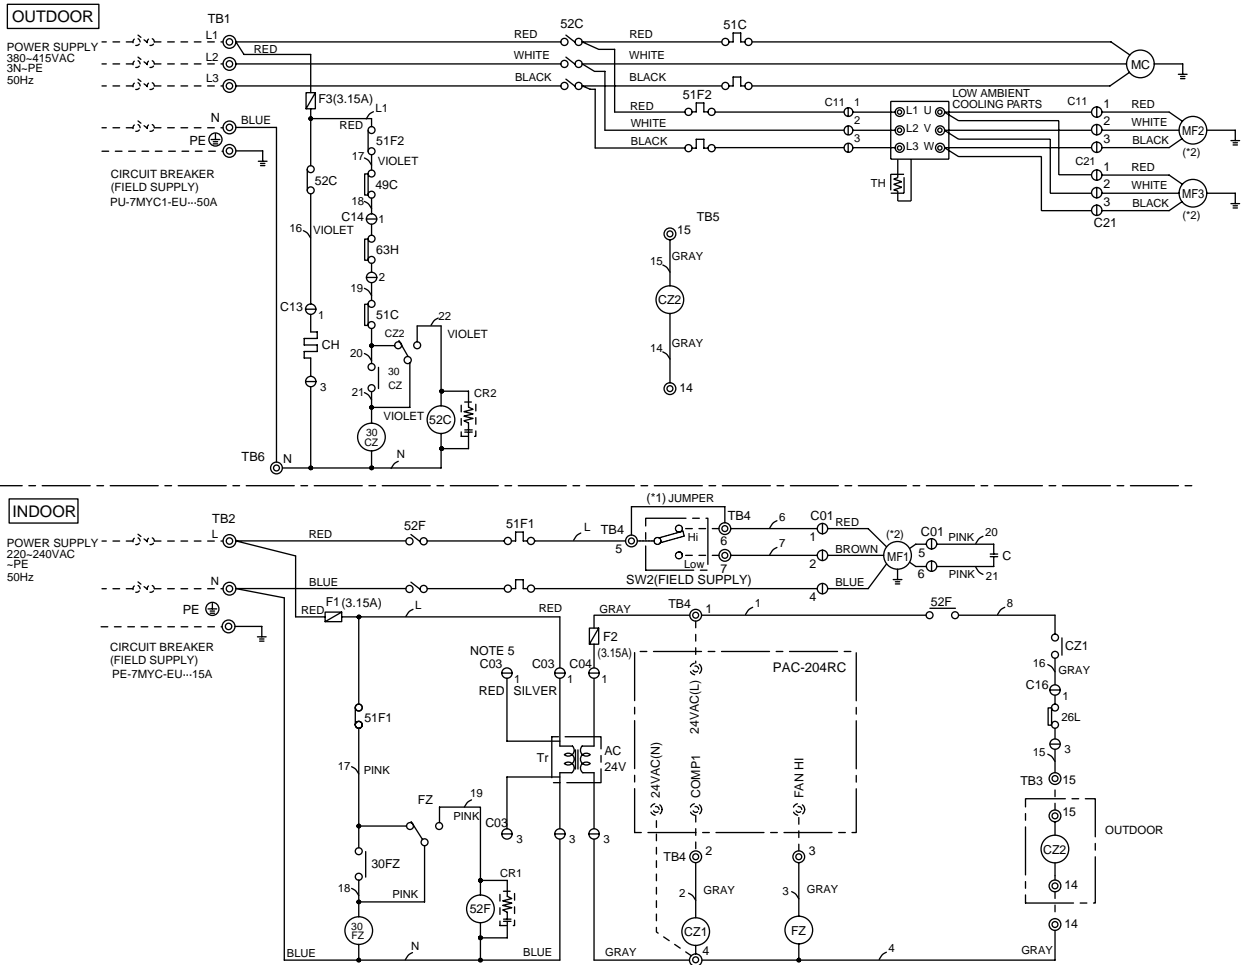 OUTDOOR
TB1
POWER SUPPLY
380~415VAC
3N~PE
50Hz
L1
RED
RED
52C
RED
51C
L2
WHITE
WHITE
L3
BLACK
BLACK
MC
F3(3.15A)
L1
N
BLUE
PE
CIRCUIT BREAKER
(FIELD SUPPLY)
PU-7MYC1-EU···50A
RED
51F2
17
VIOLET
49C
18
C14
1
63H
2
19
51C
52C
16
VIOLET
C13
1
CH
3
CZ2
22
VIOLET
20
30
CZ
21
VIOLET
30
CZ
52C
CR2
TB6
N
N
RED
51F2
WHITE
BLACK
C11
1
2
3
LOW AMBIENT
COOLING PARTS
L1 U
L2 V
L3 W
TH
C11
1
RED
2
WHITE
3
BLACK
MF2
(*2)
C21
1
RED
2
WHITE
3
BLACK
C21
MF3
(*2)
TB5
15
15
GRAY
CZ2
GRAY
14
14
INDOOR
TB2
POWER SUPPLY
220~240VAC
~PE
50Hz
L
RED
52F
51F1
L
TB4
5
(*1) JUMPER
Hi
Low
SW2(FIELD SUPPLY)
TB4
6
7
6
7
C01
1
RED
2
BROWN
4
BLUE
(*2)
MF1
C01
5
PINK
20
C
6
PINK
21
N
BLUE
PE
CIRCUIT BREAKER
(FIELD SUPPLY)
PE-7MYC-EU···15A
RED
F1(3.15A)
L
RED
GRAY
F2
(3.15A)
TB4
1
1
52F
8
NOTE 5
C03
1
C03
1
C04
1
RED
SILVER
Tr
AC
24V
C03
3
3
3
51F1
17
PINK
FZ
19
PINK
30FZ
18
PINK
30
FZ
52F
CR1
BLUE
N
BLUE
PAC-204RC
24VAC(L)
24VAC(N)
COMP1
FAN HI
TB4
2
3
2
GRAY
3
GRAY
CZ1
FZ
GRAY
4
4
GRAY
CZ1
16
GRAY
C16
1
26L
3
15
TB3
15
15
OUTDOOR
CZ2
14
14